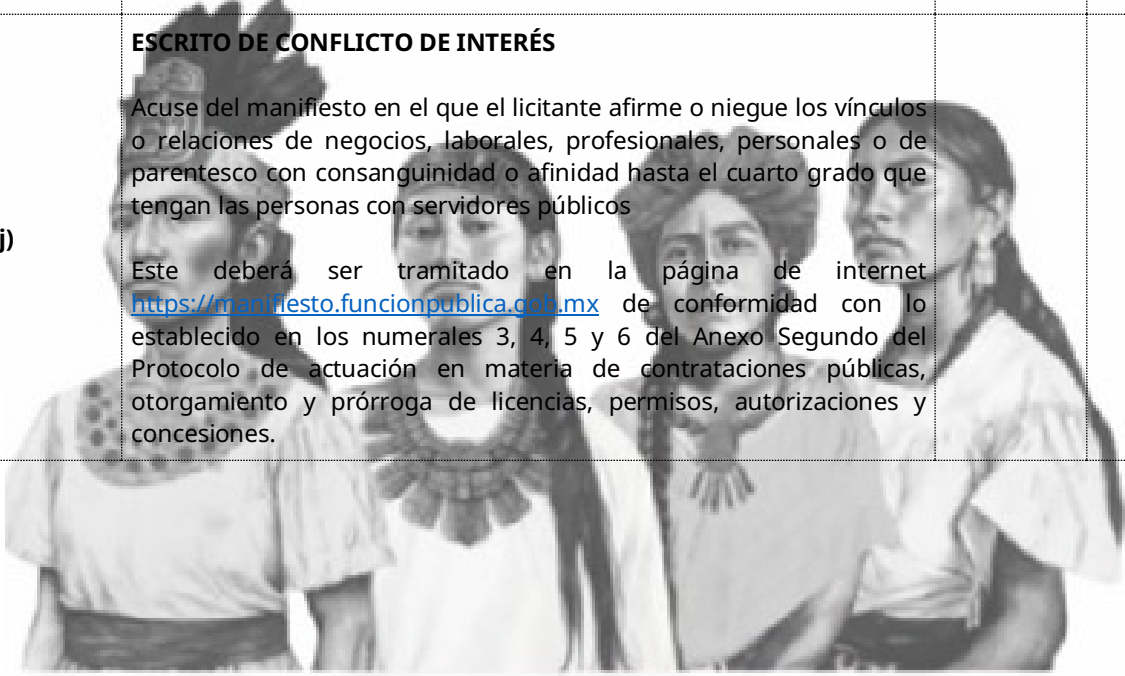 ESCRITO DE CONFLICTO DE INTERÉS
Acuse del manifiesto en el que el licitante afirme o niegue los vínculos
o relaciones de negocios, laborales, profesionales, personales o de
parentesco con consanguinidad o afinidad hasta el cuarto grado que
tengan las personas con servidores públicos
j)
Este deberá ser tramitado en la página de internet
https://manifiesto.funcionpublica.gob.mx de conformidad con lo
establecido en los numerales 3, 4, 5 y 6 del Anexo Segundo del
Protocolo de actuación en materia de contrataciones públicas,
otorgamiento y prórroga de licencias, permisos, autorizaciones y
concesiones.